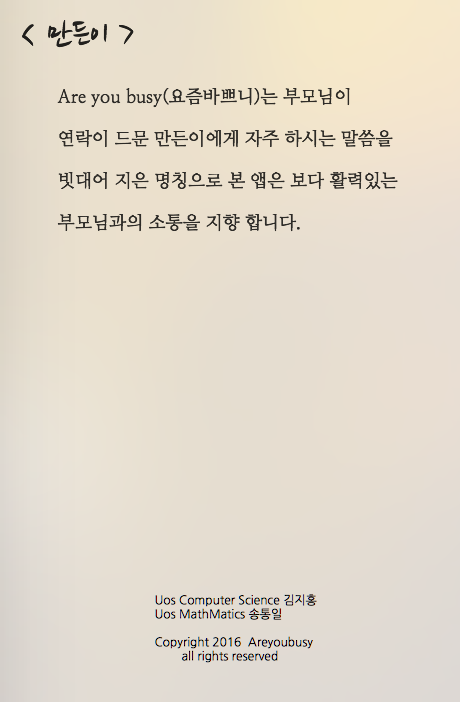 < 만든이 >
Are you busy(요즘바쁘니)는 부모님이
연락이 드문 만든이에게 자주 하시는 말씀을
빗대어 지은 명칭으로 본 앱은 보다 활력있는
부모님과의 소통을 지향 합니다.
Uos Computer Science 김지홍
Uos MathMatics 송통일
Copyright 2016 Areyoubusy
all rights reserved